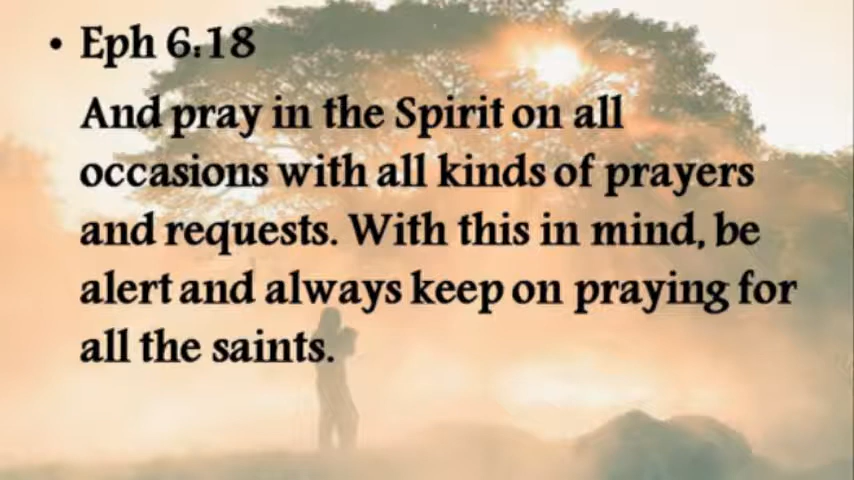 • Eph 6:18
And pray in the Spirit on all
occasions with all kinds of prayers
and requests. With this in mind, be
alert and always keep on praying for
all the saints.